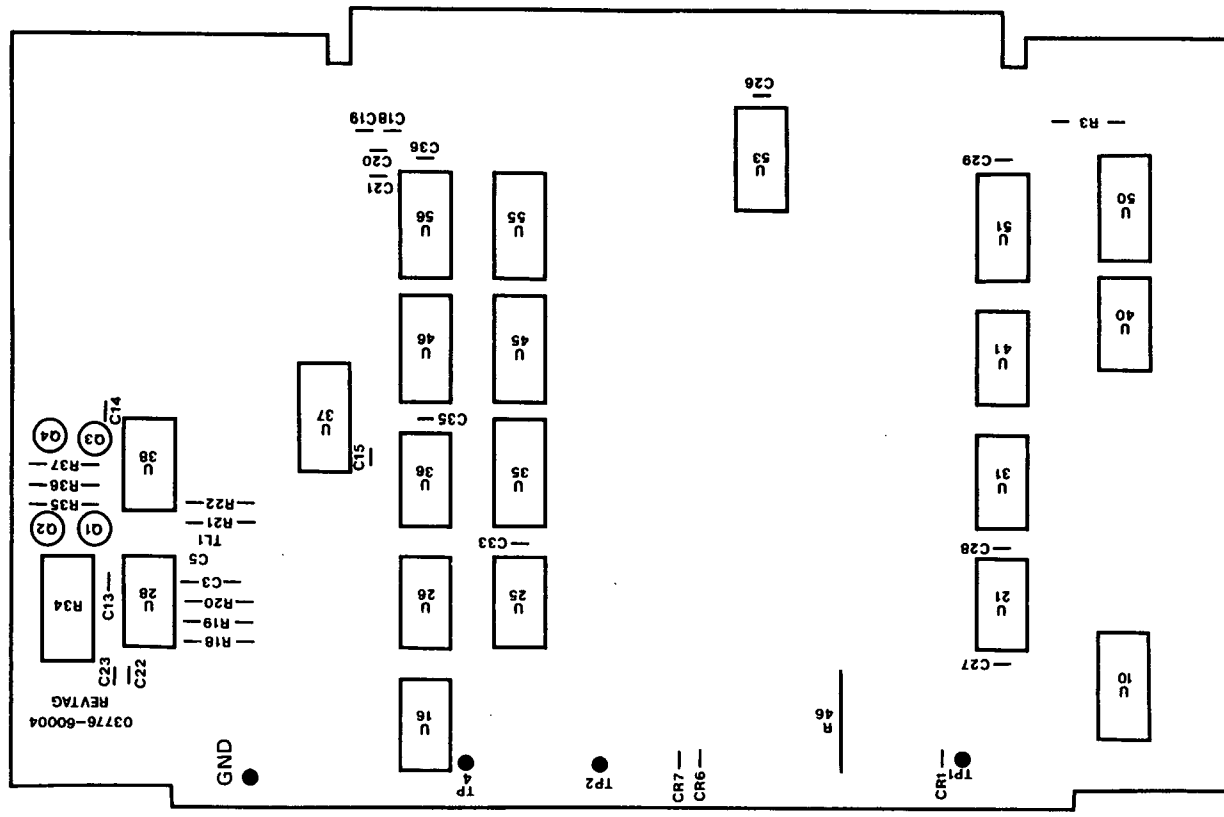 C26
C19
C18
R3
C36
C20
C29
C21
U
53
U
56
U
55
U
51
U
50
U
46
U
45
U
41
U
40
U
37
C14
Q4
Q3
C35
U
38
C15
R37
R36
R35
U
36
U
35
U
31
R22
R21
Q2
Q1
TL1
C5
C33
C28
C3
R34
C13
U
28
R20
R19
R18
U
26
U
25
U
21
C23
C22
C27
REVTAG
03776-60004
U
10
U
16
R
46
GND
TP
4
TP2
CR7
CR6
CR1
TP1